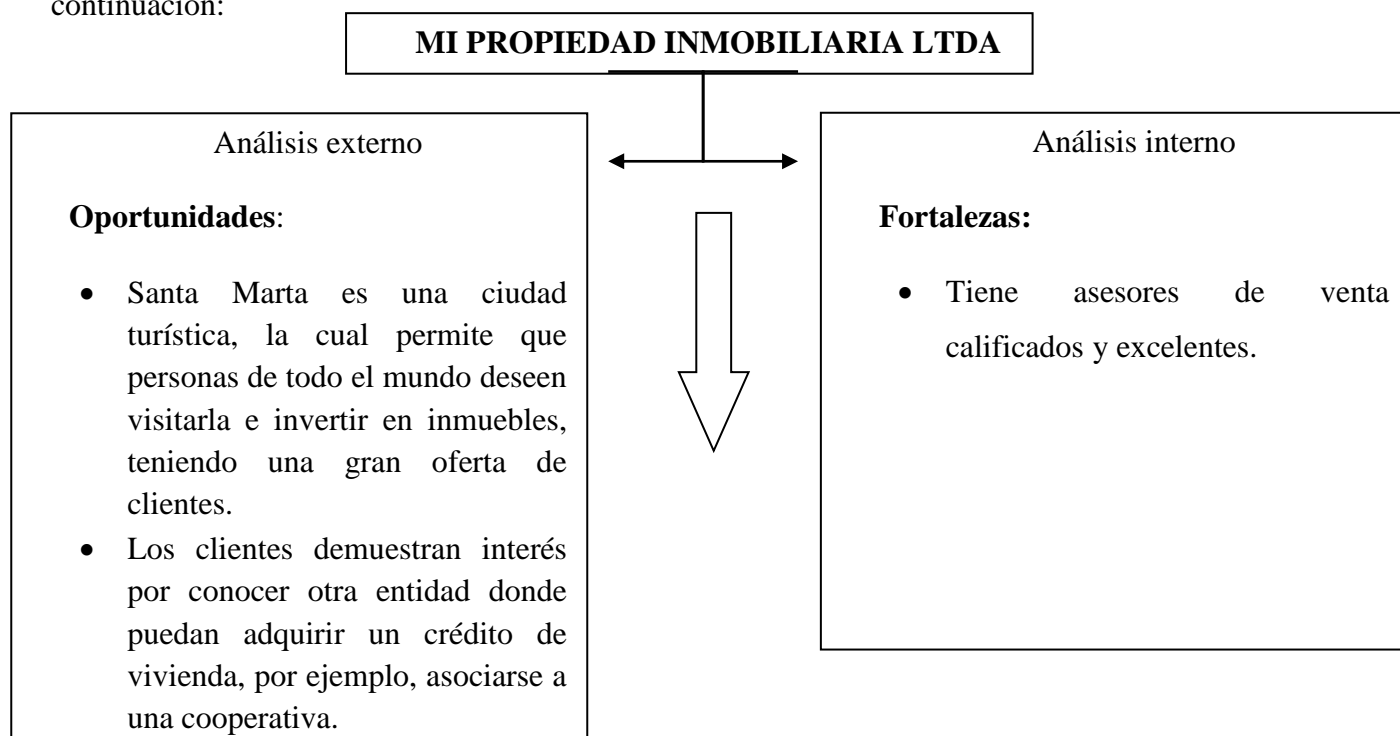 continuación:
MI PROPIEDAD INMOBILIARIA LTDA
Análisis externo
Oportunidades:
• Santa Marta es una ciudad
turística, la cual permite que
personas de todo el mundo deseen
visitarla e invertir en inmuebles,
teniendo una gran oferta de
clientes.
• Los clientes demuestran interés
por conocer otra entidad donde
puedan adquirir un crédito de
vivienda, por ejemplo, asociarse a
una cooperativa.
Análisis interno
Fortalezas:
• Tiene asesores de venta
calificados y excelentes.